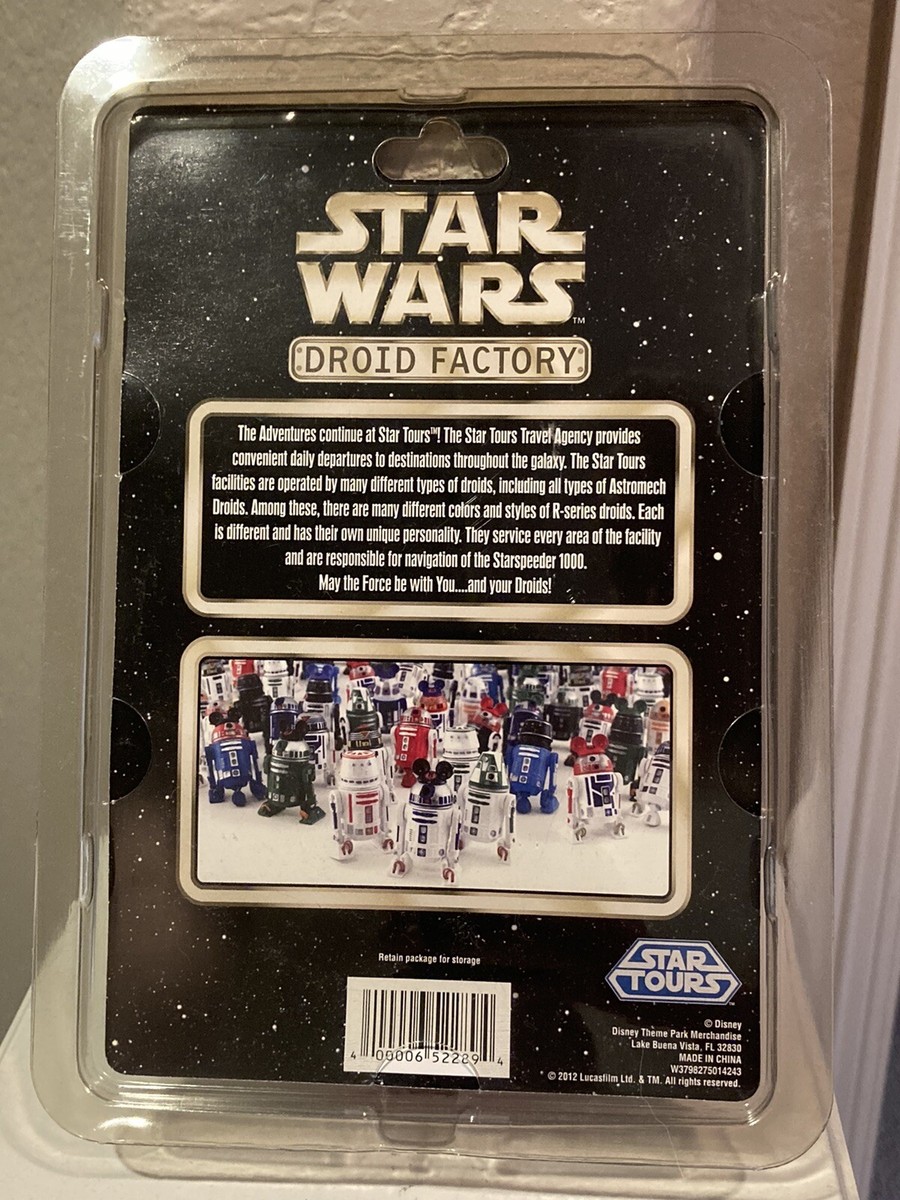 STAR
WARS™
DROID FACTORY
The Adventures continue at Star Tours™! The Star Tours Travel Agency provides
convenient daily departures to destinations throughout the galaxy. The Star Tours
facilities are operated by many different types of droids, including all types of Astromech
Droids. Among these, there are many different colors and styles of R-series droids. Each
is different and has their own unique personality. They service every area of the facility
and are responsible for navigation of the Starspeeder 1000.
May the Force be with You....and your Droids!
Retain package for storage
4 00006 52289 4
STAR
TOURS
© Disney
Disney Theme Park Merchandise
Lake Buena Vista, FL 32830
MADE IN CHINA
W3798275014243
© 2012 Lucasfilm Ltd. & TM. All rights reserved.